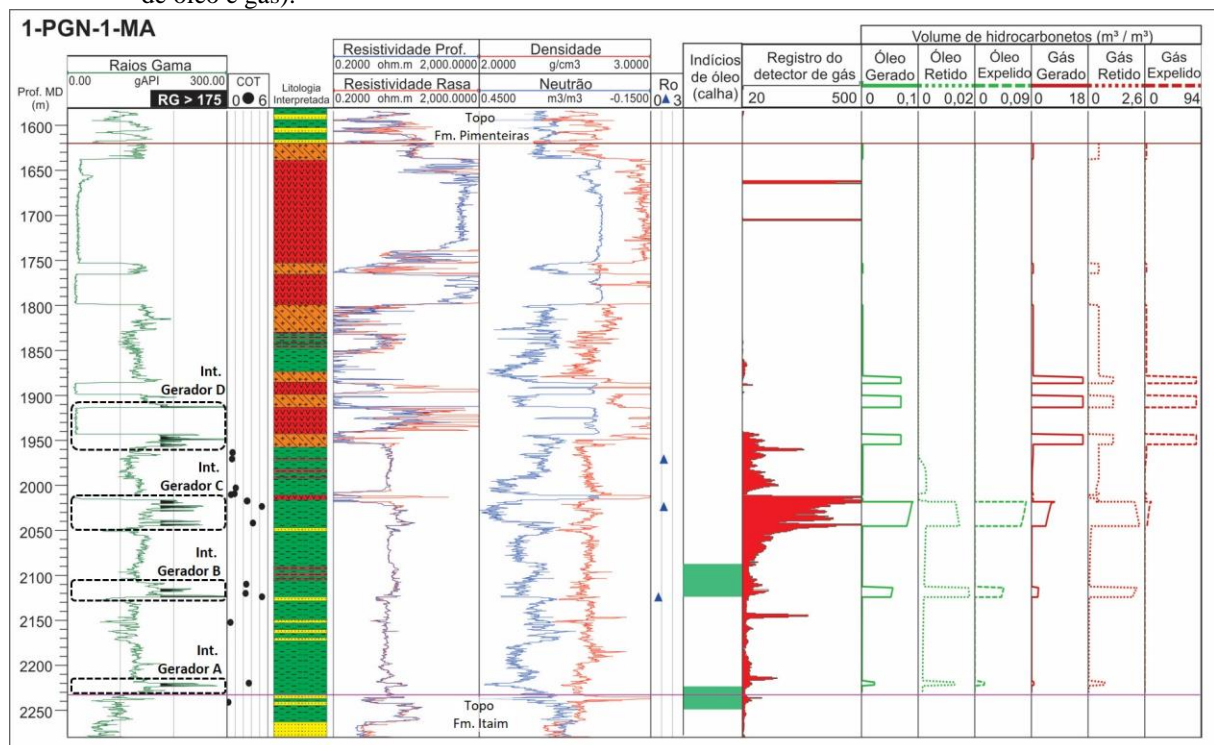 de óleo e gás).
1-PGN-1-MA
Volume de hidrocarbonetos (m³ / m³)
Resistividade Prof.
Densidade
0.2000 ohm.m 2,000.0000
2.0000 g/cm3 3.0000
Raios Gama
0.00 gAPI 300.00
RG > 175
Prof. MD
(m)
COT
0 6
Litologia
Interpretada
Resistividade Rasa
0.2000 ohm.m 2,000.0000
Neutrão
0.4500 m3/m3 -0.1500
Ro
0 3
Indícios
de óleo
(calha)
Registro do
detector de gás
20 500
Óleo
Gerado
0 0,1
Óleo
Retido
0 0,02
Óleo
Expelido
0 0,09
Gás
Gerado
0 18
Gás
Retido
0 2,6
Gás
Expelido
0 94
1600
Topo
Fm. Pimenteiras
1650
1700
1750
1800
1850
Int.
Gerador D
1900
1950
Int.
Gerador C
2000
2050
Int.
Gerador B
2100
2150
Int.
Gerador A
2200
2250
Topo
Fm. Itaim